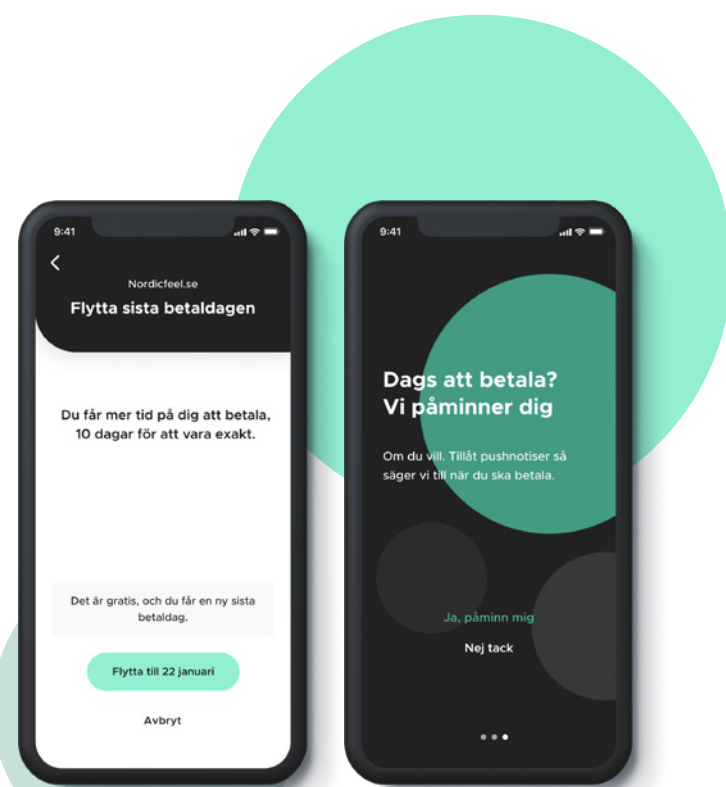 9:41
Nordicfeel.se
Flytta sista betaldagen
Du får mer tid på dig att betala,
10 dagar för att vara exakt.
Det är gratis, och du får en ny sista
betaldag.
Flytta till 22 januari
Avbryt
9:41
Dags att betala?
Vi påminner dig
Om du vill. Tillåt pushnotiser så
säger vi till när du ska betala.
Ja, påminn mig
Nej tack